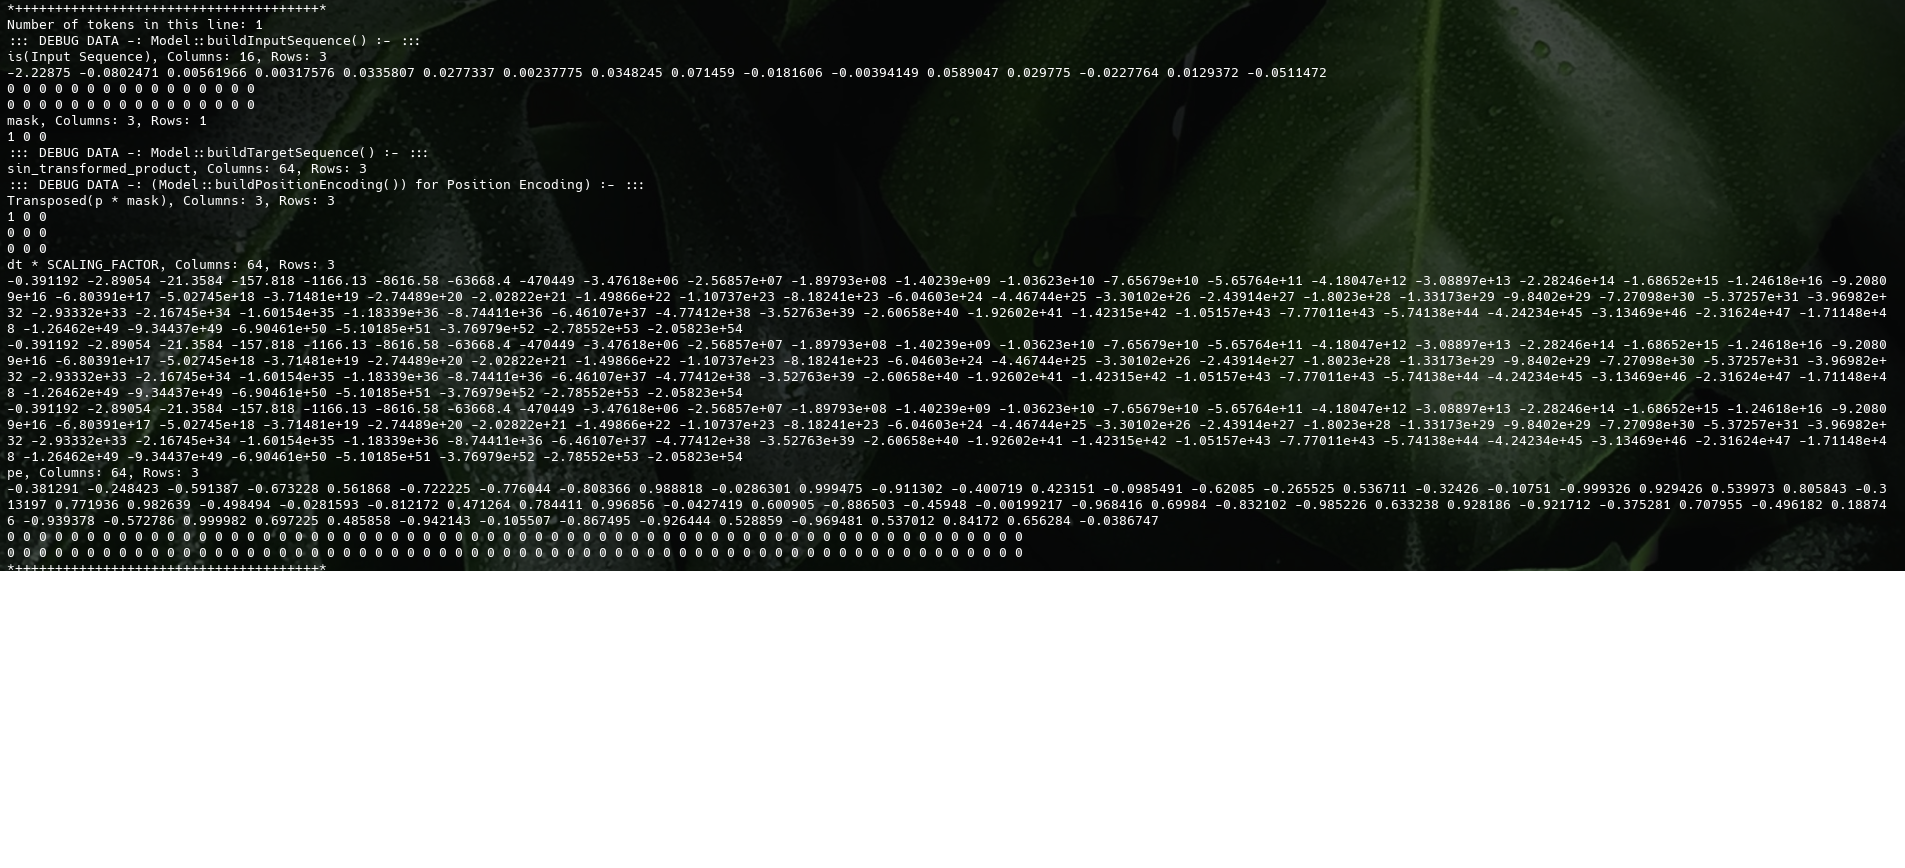 *++++++++++++++++++++++++++++++++++++++*
Number of tokens in this line: 1
::: DEBUG DATA -: Model::buildInputSequence() :- :::
is(Input Sequence), Columns: 16, Rows: 3
-2.22875 -0.0802471 0.00561966 0.00317576 0.0335807 0.0277337 0.00237775 0.0348245 0.071459 -0.0181606 -0.00394149 0.0589047 0.029775 -0.0227764 0.0129372 -0.0511472
0 0 0 0 0 0 0 0 0 0 0 0 0 0 0 0
0 0 0 0 0 0 0 0 0 0 0 0 0 0 0 0
mask, Columns: 3, Rows: 1
1 0 0
::: DEBUG DATA -: Model::buildTargetSequence() :- :::
sin_transformed_product, Columns: 64, Rows: 3
::: DEBUG DATA -: (Model::buildPositionEncoding()) for Position Encoding) :- :::
Transposed(p * mask), Columns: 3, Rows: 3
1 0 0
0 0 0
0 0 0
dt * SCALING_FACTOR, Columns: 64, Rows: 3
-0.391192 -2.89054 -21.3584 -157.818 -1166.13 -8616.58 -63668.4 -470449 -3.47618e+06 -2.56857e+07 -1.89793e+08 -1.40239e+09 -1.03623e+10 -7.65679e+10 -5.65764e+11 -4.18047e+12 -3.08897e+13 -2.28246e+14 -1.68652e+15 -1.24618e+16 -9.2080
9e+16 -6.80391e+17 -5.02745e+18 -3.71481e+19 -2.74489e+20 -2.02822e+21 -1.49866e+22 -1.10737e+23 -8.18241e+23 -6.04603e+24 -4.46744e+25 -3.30102e+26 -2.43914e+27 -1.8023e+28 -1.33173e+29 -9.8402e+29 -7.27098e+30 -5.37257e+31 -3.96982e+
32 -2.93332e+33 -2.16745e+34 -1.60154e+35 -1.18339e+36 -8.74411e+36 -6.46107e+37 -4.77412e+38 -3.52763e+39 -2.60658e+40 -1.92602e+41 -1.42315e+42 -1.05157e+43 -7.77011e+43 -5.74138e+44 -4.24234e+45 -3.13469e+46 -2.31624e+47 -1.71148e+4
8 -1.26462e+49 -9.34437e+49 -6.90461e+50 -5.10185e+51 -3.76979e+52 -2.78552e+53 -2.05823e+54
-0.391192 -2.89054 -21.3584 -157.818 -1166.13 -8616.58 -63668.4 -470449 -3.47618e+06 -2.56857e+07 -1.89793e+08 -1.40239e+09 -1.03623e+10 -7.65679e+10 -5.65764e+11 -4.18047e+12 -3.08897e+13 -2.28246e+14 -1.68652e+15 -1.24618e+16 -9.2080
9e+16 -6.80391e+17 -5.02745e+18 -3.71481e+19 -2.74489e+20 -2.02822e+21 -1.49866e+22 -1.10737e+23 -8.18241e+23 -6.04603e+24 -4.46744e+25 -3.30102e+26 -2.43914e+27 -1.8023e+28 -1.33173e+29 -9.8402e+29 -7.27098e+30 -5.37257e+31 -3.96982e+
32 -2.93332e+33 -2.16745e+34 -1.60154e+35 -1.18339e+36 -8.74411e+36 -6.46107e+37 -4.77412e+38 -3.52763e+39 -2.60658e+40 -1.92602e+41 -1.42315e+42 -1.05157e+43 -7.77011e+43 -5.74138e+44 -4.24234e+45 -3.13469e+46 -2.31624e+47 -1.71148e+4
8 -1.26462e+49 -9.34437e+49 -6.90461e+50 -5.10185e+51 -3.76979e+52 -2.78552e+53 -2.05823e+54
-0.391192 -2.89054 -21.3584 -157.818 -1166.13 -8616.58 -63668.4 -470449 -3.47618e+06 -2.56857e+07 -1.89793e+08 -1.40239e+09 -1.03623e+10 -7.65679e+10 -5.65764e+11 -4.18047e+12 -3.08897e+13 -2.28246e+14 -1.68652e+15 -1.24618e+16 -9.2080
9e+16 -6.80391e+17 -5.02745e+18 -3.71481e+19 -2.74489e+20 -2.02822e+21 -1.49866e+22 -1.10737e+23 -8.18241e+23 -6.04603e+24 -4.46744e+25 -3.30102e+26 -2.43914e+27 -1.8023e+28 -1.33173e+29 -9.8402e+29 -7.27098e+30 -5.37257e+31 -3.96982e+
32 -2.93332e+33 -2.16745e+34 -1.60154e+35 -1.18339e+36 -8.74411e+36 -6.46107e+37 -4.77412e+38 -3.52763e+39 -2.60658e+40 -1.92602e+41 -1.42315e+42 -1.05157e+43 -7.77011e+43 -5.74138e+44 -4.24234e+45 -3.13469e+46 -2.31624e+47 -1.71148e+4
8 -1.26462e+49 -9.34437e+49 -6.90461e+50 -5.10185e+51 -3.76979e+52 -2.78552e+53 -2.05823e+54
pe, Columns: 64, Rows: 3
-0.381291 -0.248423 -0.591387 -0.673228 0.561868 -0.722225 -0.776044 -0.808366 0.988818 -0.0286301 0.999475 -0.911302 -0.400719 0.423151 -0.0985491 -0.62085 -0.265525 0.536711 -0.32426 -0.10751 -0.999326 0.929426 0.539973 0.805843 -0.3
13197 0.771936 0.982639 -0.498494 -0.0281593 -0.812172 0.471264 0.784411 0.996856 -0.0427419 0.600905 -0.886503 -0.45948 -0.00199217 -0.968416 0.69984 -0.832102 -0.985226 0.633238 0.928186 -0.921712 -0.375281 0.707955 -0.496182 0.18874
6 -0.939378 -0.572786 0.999982 0.697225 0.485858 -0.942143 -0.105507 -0.867495 -0.926444 0.528859 -0.969481 0.537012 0.84172 0.656284 -0.0386747
0 0 0 0 0 0 0 0 0 0 0 0 0 0 0 0 0 0 0 0 0 0 0 0 0 0 0 0 0 0 0 0 0 0 0 0 0 0 0 0 0 0 0 0 0 0 0 0 0 0 0 0 0 0 0 0 0 0 0 0 0 0 0 0
0 0 0 0 0 0 0 0 0 0 0 0 0 0 0 0 0 0 0 0 0 0 0 0 0 0 0 0 0 0 0 0 0 0 0 0 0 0 0 0 0 0 0 0 0 0 0 0 0 0 0 0 0 0 0 0 0 0 0 0 0 0 0 0
*++++++++++++++++++++++++++++++++++++++*